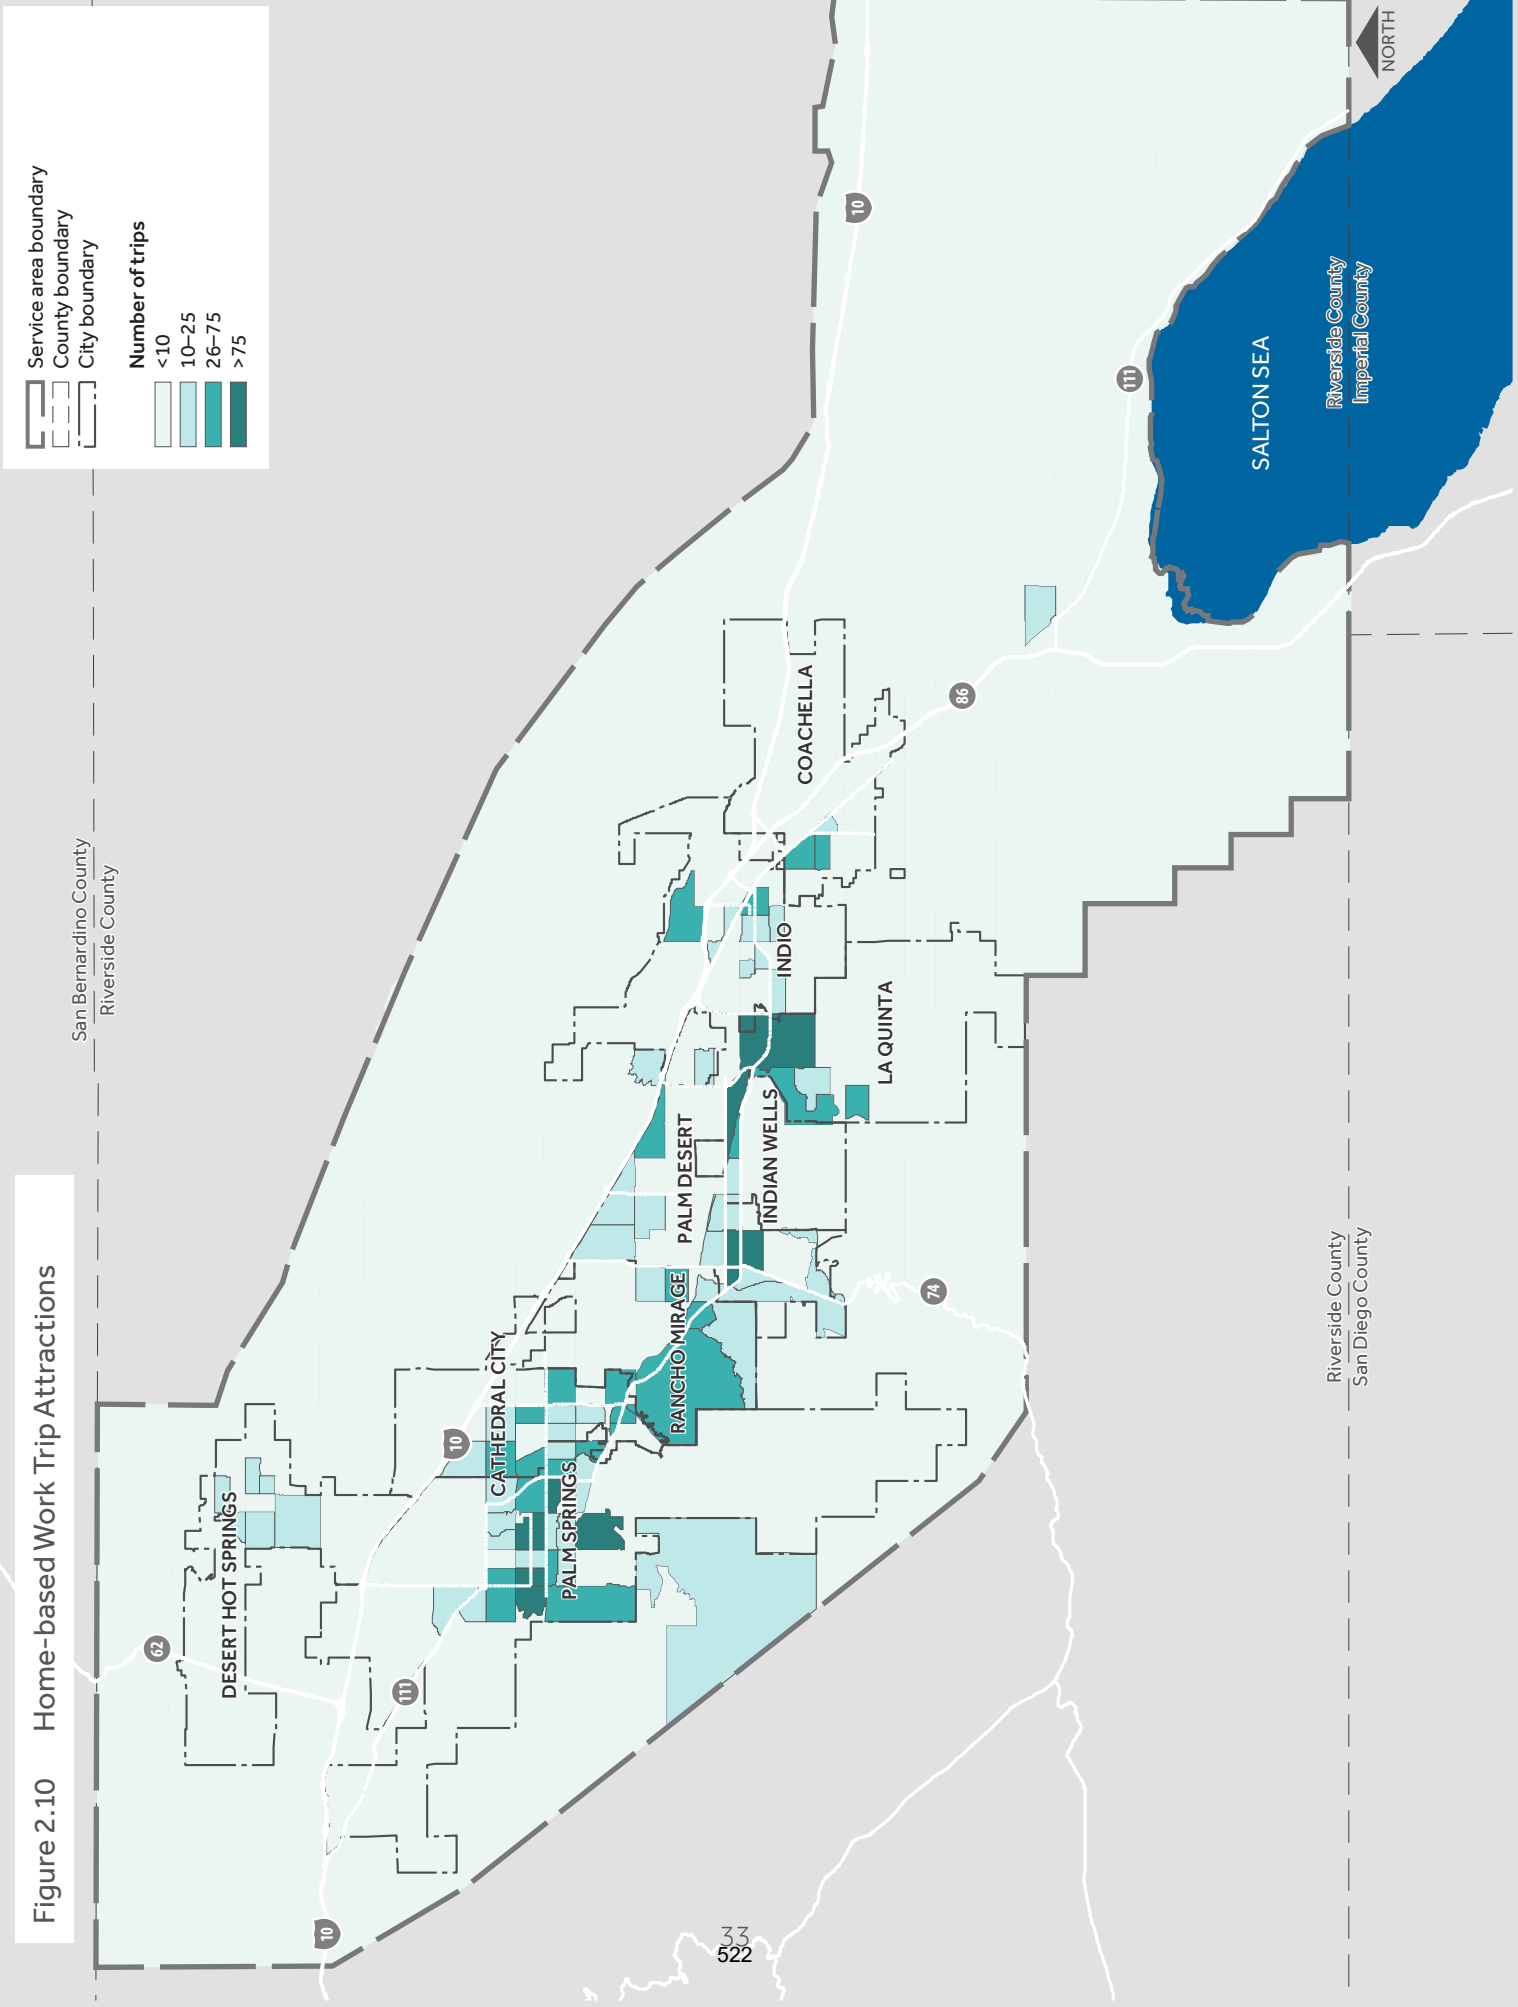 Figure 2.10 Home-based Work Trip Attractions
Service area boundary
County boundary
City boundary
Number of trips
<10
10–25
26–75
>75
NORTH
San Bernardino County
Riverside County
62
DESERT HOT SPRINGS
10
111
10
CATHEDRAL CITY
PALM SPRINGS
RANCHO MIRAGE
PALM DESERT
INDIAN WELLS
74
LA QUINTA
INDIO
COACHELLA
86
10
111
SALTON SEA
Riverside County
Imperial County
Riverside County
San Diego County
33
522